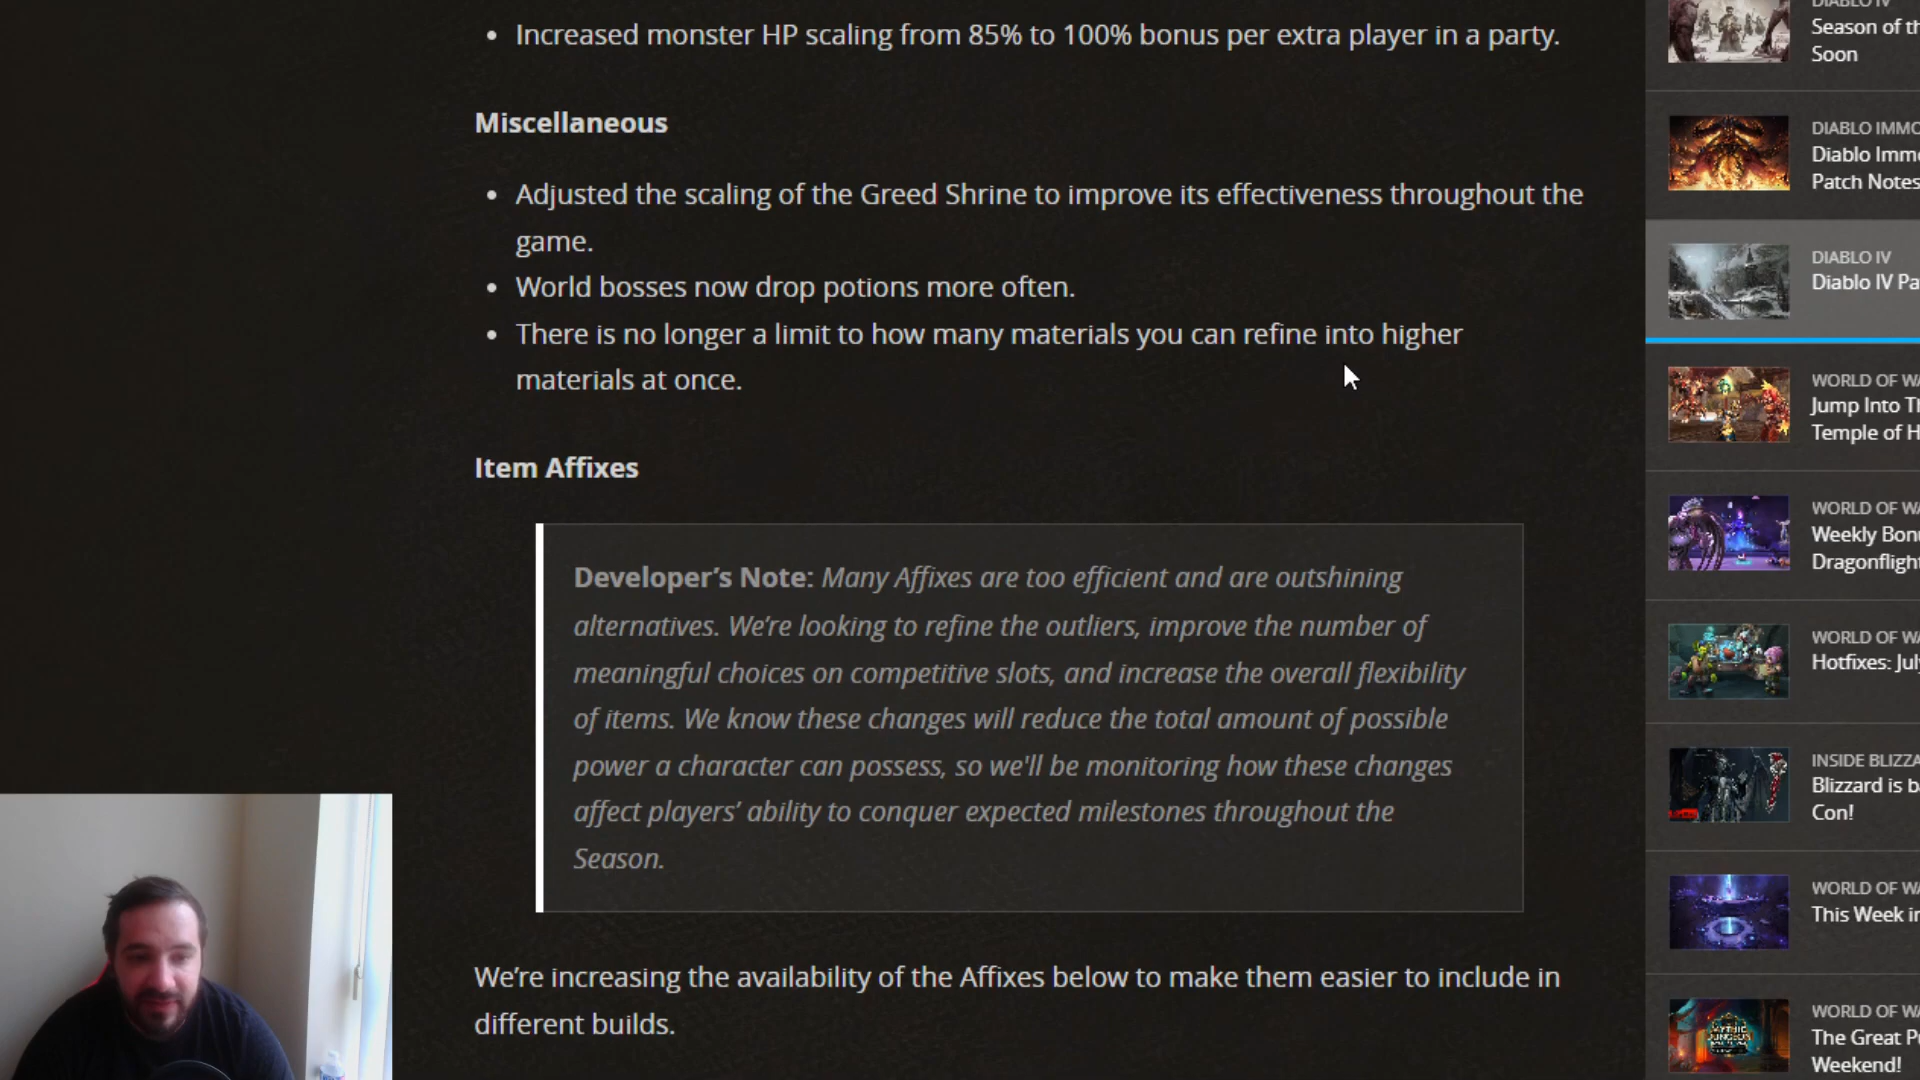 Increased monster HP scaling from 85% to 100% bonus per extra player in a party.
Miscellaneous
Adjusted the scaling of the Greed Shrine to improve its effectiveness throughout the
game.
World bosses now drop potions more often.
There is no longer a limit to how many materials you can refine into higher
materials at once.
Item Affixes
Developer's Note: Many Affixes are too efficient and are outshining
alternatives. We're looking to refine the outliers, improve the number of
meaningful choices on competitive slots, and increase the overall flexibility
of items. We know these changes will reduce the total amount of possible
power a character can possess, so we'll be monitoring how these changes
affect players' ability to conquer expected milestones throughout the
Season.
We're increasing the availability of the Affixes below to make them easier to include in
different builds.
DIABLO IV
Season of th
Soon
DIABLO IMMO
Diablo Immo
Patch Notes
DIABLO IV
Diablo IV Pa
WORLD OF WA
Jump Into Th
Temple of H
WORLD OF WA
Weekly Bonu
Dragonflight
WORLD OF WA
Hotfixes: July
INSIDE BLIZZA
Blizzard is b
Con!
WORLD OF WA
This Week in
WORLD OF WA
The Great Pu
Weekend!